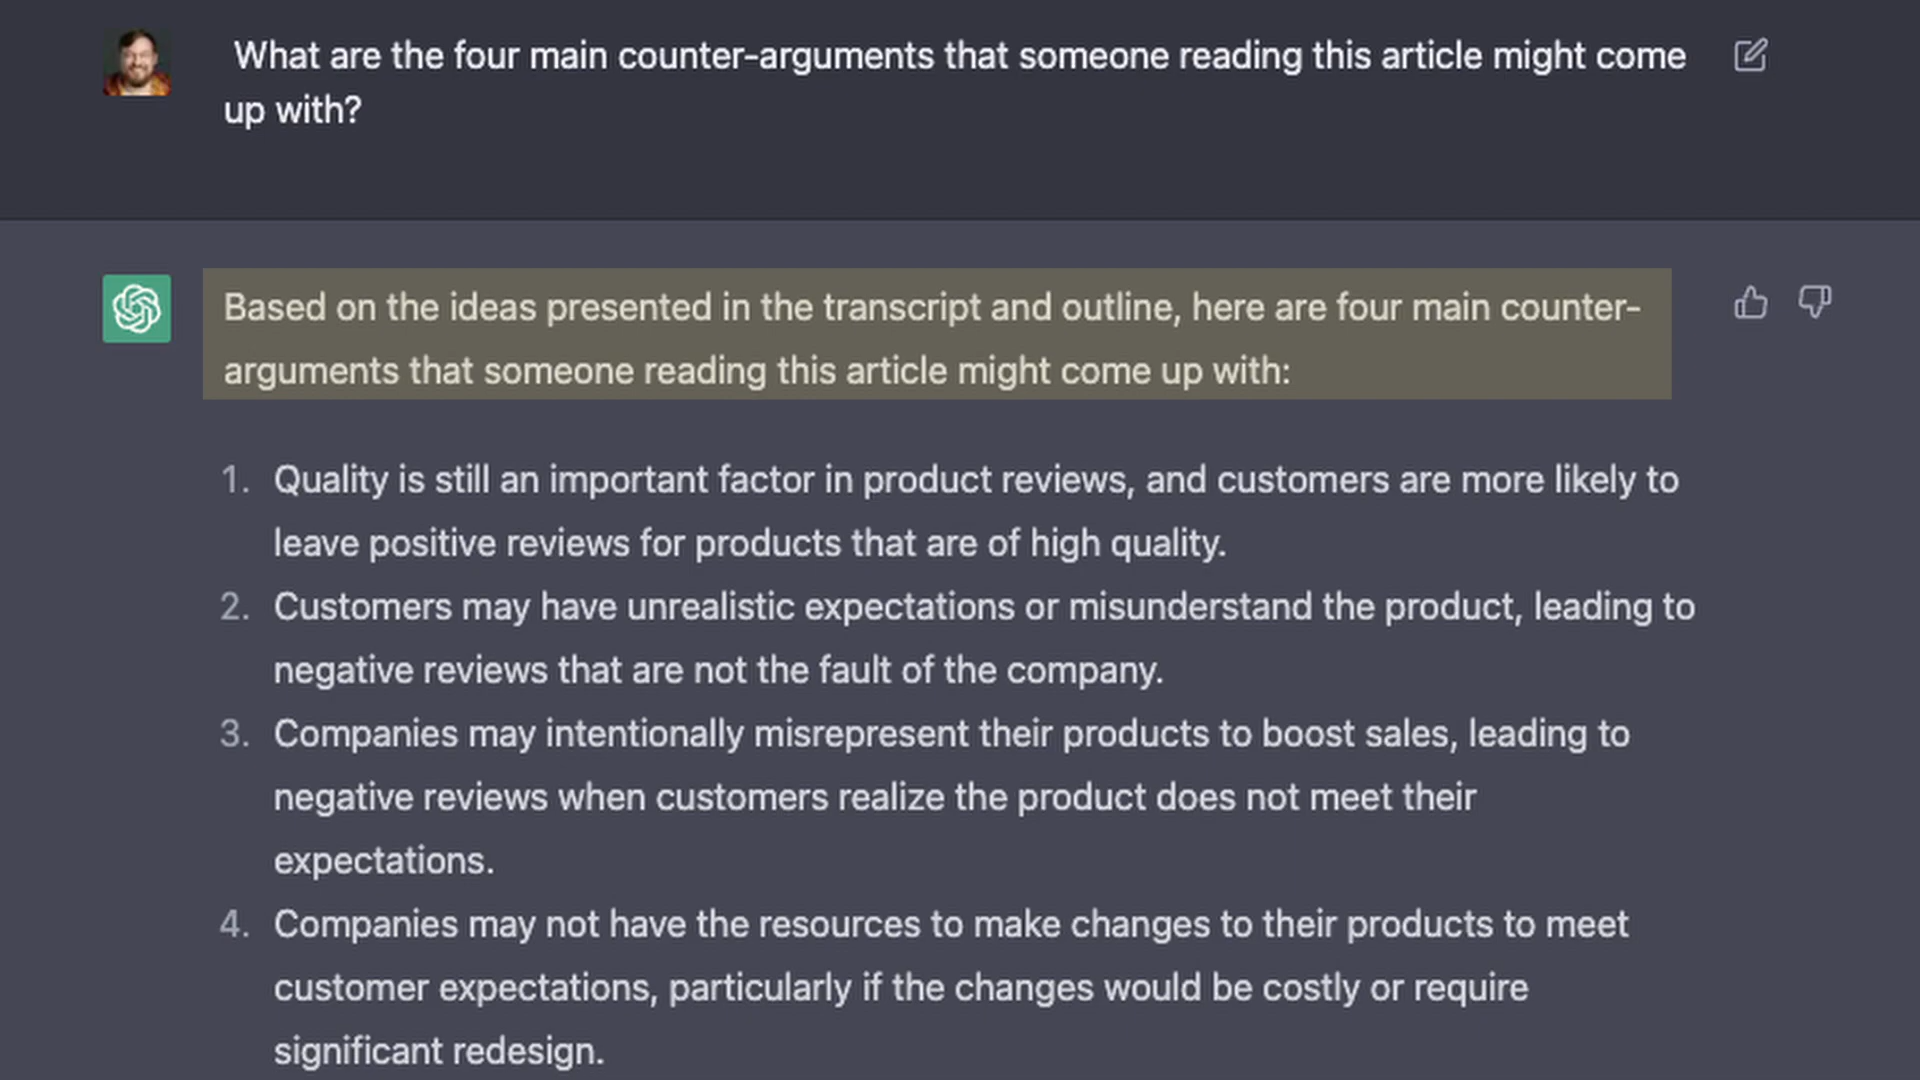 What are the four main counter-arguments that someone reading this article might come
up with?
Based on the ideas presented in the transcript and outline, here are four main counter-
arguments that someone reading this article might come up with:
1. Quality is still an important factor in product reviews, and customers are more likely to
leave positive reviews for products that are of high quality.
2. Customers may have unrealistic expectations or misunderstand the product, leading to
negative reviews that are not the fault of the company.
3. Companies may intentionally misrepresent their products to boost sales, leading to
negative reviews when customers realize the product does not meet their
expectations.
4. Companies may not have the resources to make changes to their products to meet
customer expectations, particularly if the changes would be costly or require
significant redesign.